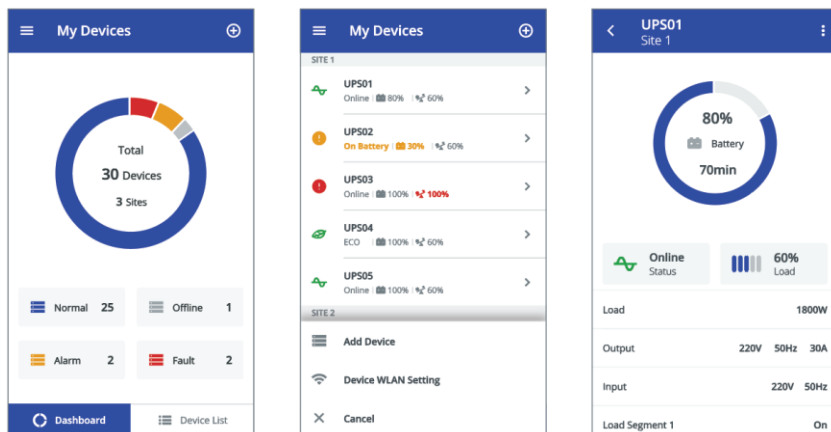 My Devices
Total
30 Devices
3 Sites
Normal 25
Offline 1
Alarm 2
Fault 2
Dashboard
Device List
My Devices
SITE 1
UPS01
Online 80% 60%
UPS02
On Battery 30% 60%
UPS03
Online 100% 100%
UPS04
ECO 100% 60%
UPS05
Online 100% 60%
SITE 2
Add Device
Device WLAN Setting
Cancel
UPS01
Site 1
80%
Battery
70min
Online
Status
60%
Load
Load 1800W
Output 220V 50Hz 30A
Input 220V 50Hz
Load Segment 1 On